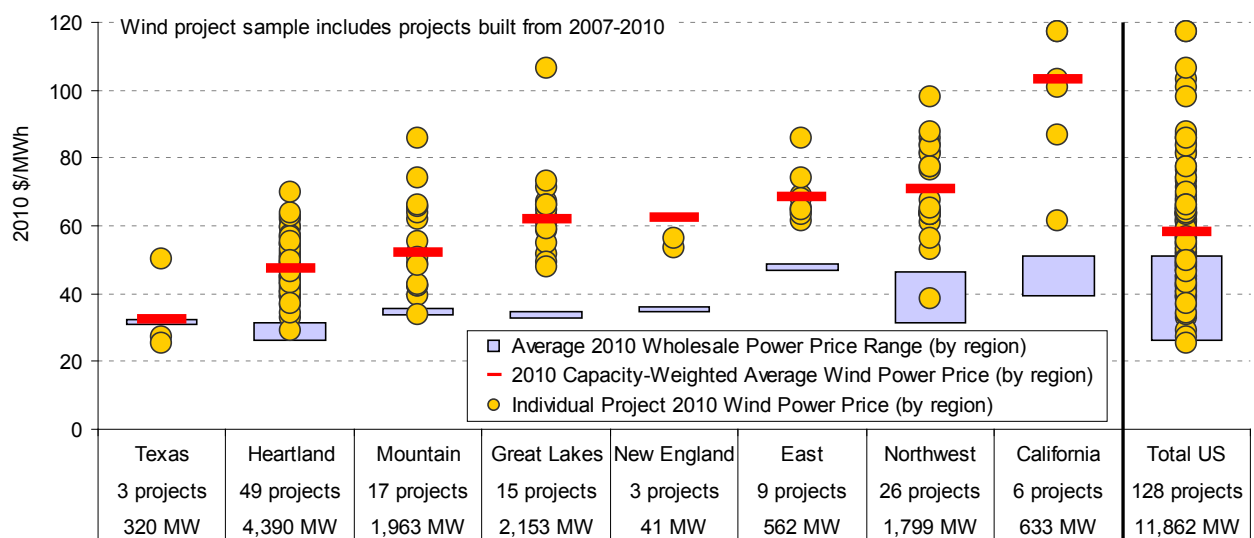 Wind project sample includes projects built from 2007-2010
2010 $/MWh
120
100
80
60
40
20
0
Average 2010 Wholesale Power Price Range (by region)
2010 Capacity-Weighted Average Wind Power Price (by region)
Individual Project 2010 Wind Power Price (by region)
Texas Heartland Mountain Great Lakes New England East Northwest California Total US
3 projects 49 projects 17 projects 15 projects 3 projects 9 projects 26 projects 6 projects 128 projects
320 MW 4,390 MW 1,963 MW 2,153 MW 41 MW 562 MW 1,799 MW 633 MW 11,862 MW